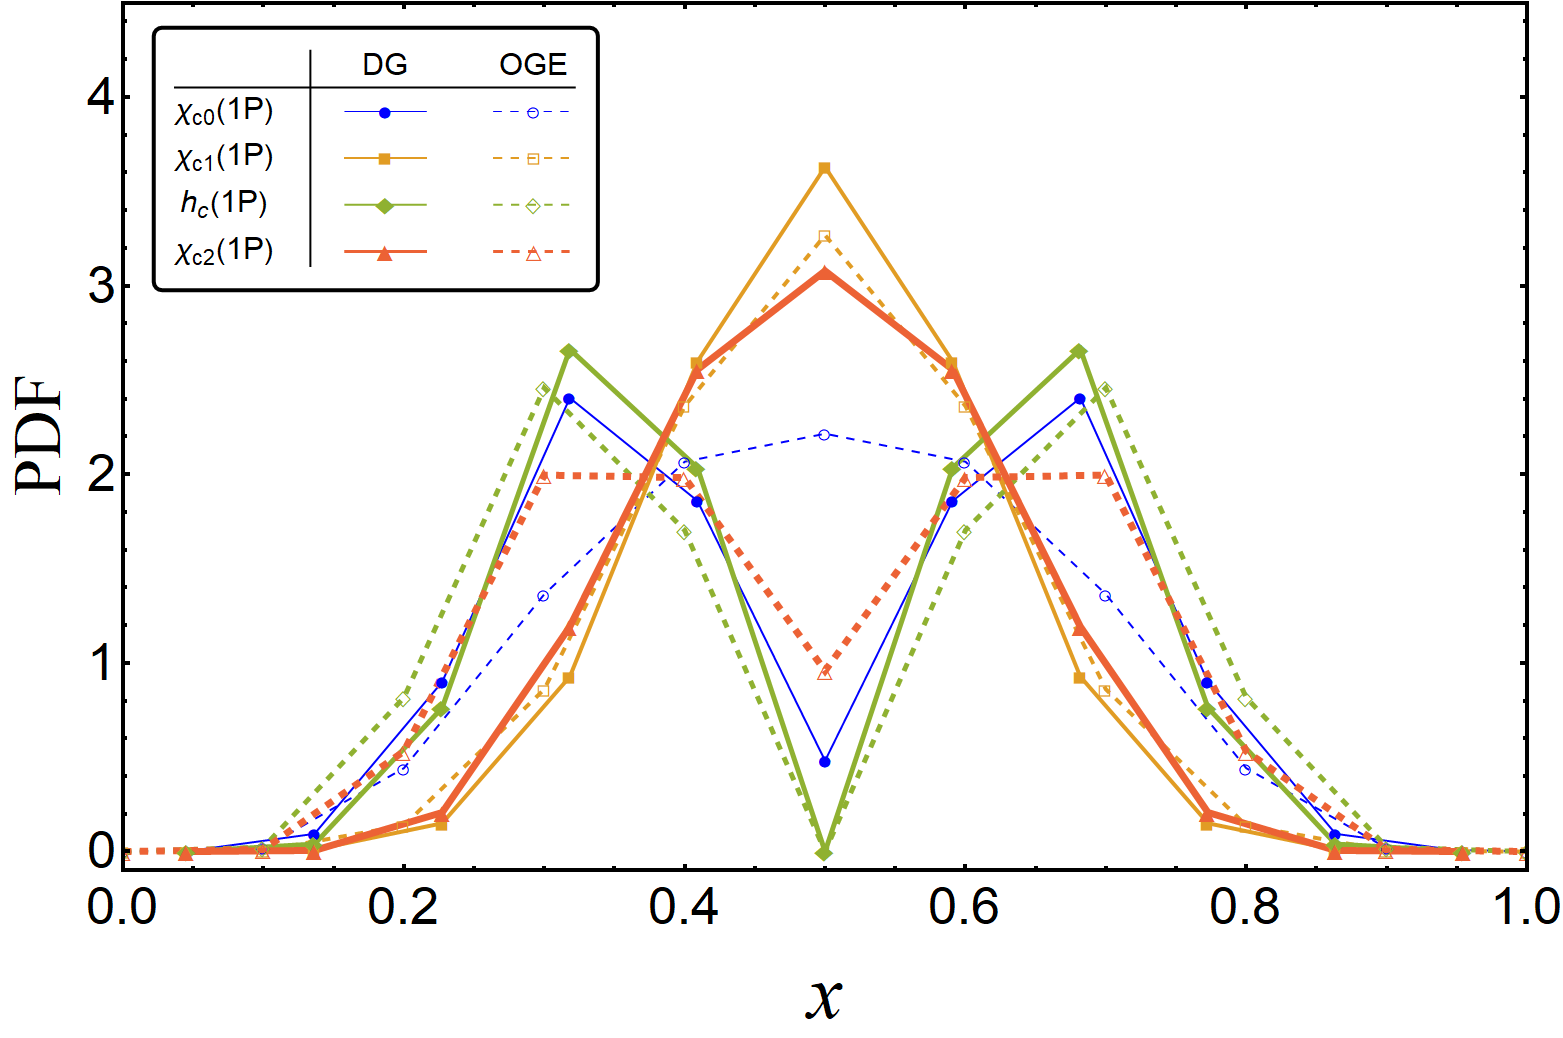 DG OGE
χc0(1P)
χc1(1P)
hc(1P)
χc2(1P)
PDF
4
3
2
1
0
0.0 0.2 0.4 0.6 0.8 1.0
x